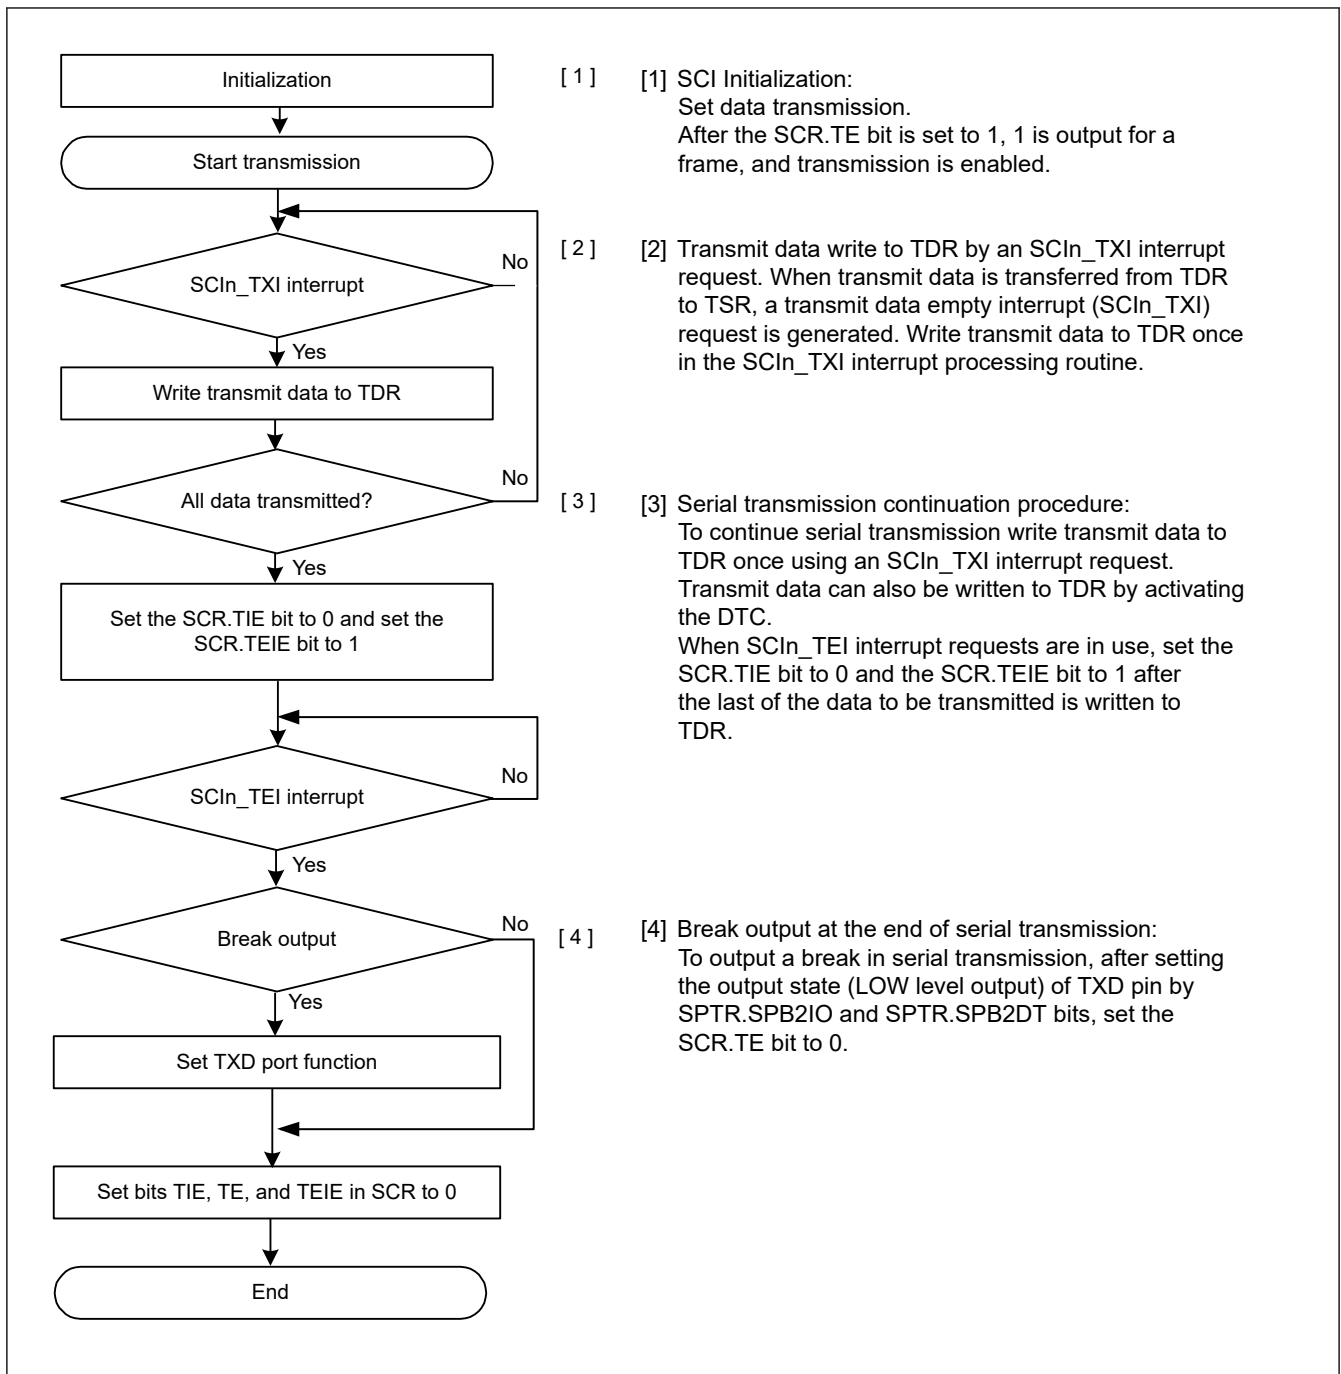 Initialization
[ 1 ]
[1] SCI Initialization:
Set data transmission.
After the SCR.TE bit is set to 1, 1 is output for a
frame, and transmission is enabled.
Start transmission
SCIn_TXI interrupt
No
[ 2 ]
[2] Transmit data write to TDR by an SCIn_TXI interrupt
request. When transmit data is transferred from TDR
to TSR, a transmit data empty interrupt (SCIn_TXI)
request is generated. Write transmit data to TDR once
in the SCIn_TXI interrupt processing routine.
Yes
Write transmit data to TDR
All data transmitted?
No
[ 3 ]
[3] Serial transmission continuation procedure:
To continue serial transmission write transmit data to
TDR once using an SCIn_TXI interrupt request.
Transmit data can also be written to TDR by activating
the DTC.
When SCIn_TEI interrupt requests are in use, set the
SCR.TIE bit to 0 and the SCR.TEIE bit to 1 after
the last of the data to be transmitted is written to
TDR.
Yes
Set the SCR.TIE bit to 0 and set the
SCR.TEIE bit to 1
SCIn_TEI interrupt
No
Yes
Break output
No
[ 4 ]
[4] Break output at the end of serial transmission:
To output a break in serial transmission, after setting
the output state (LOW level output) of TXD pin by
SPTR.SPB2IO and SPTR.SPB2DT bits, set the
SCR.TE bit to 0.
Yes
Set TXD port function
Set bits TIE, TE, and TEIE in SCR to 0
End